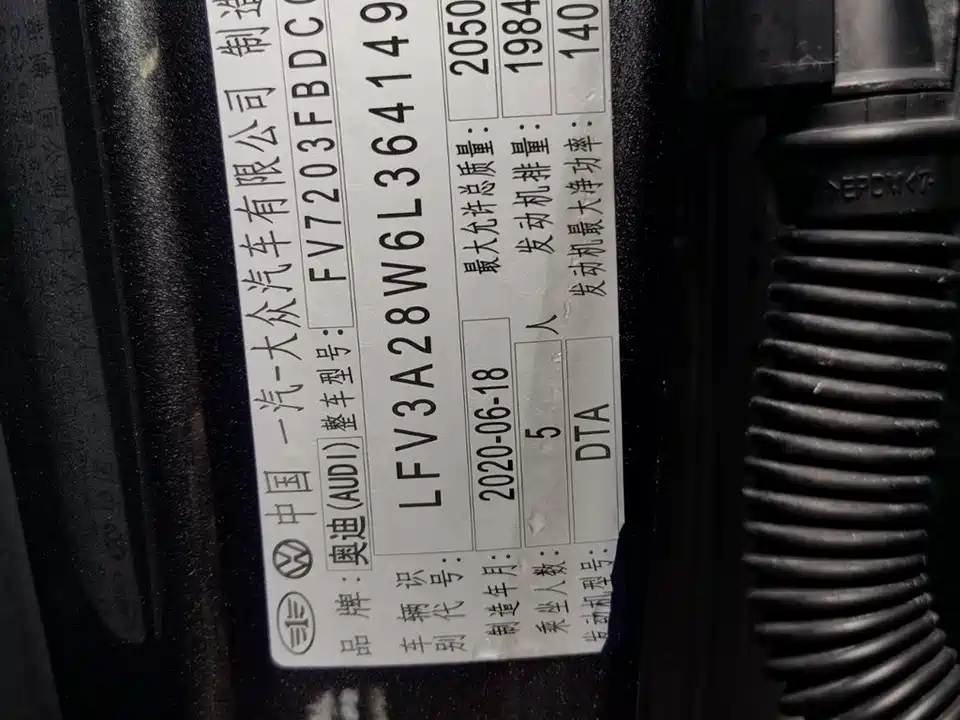 中国 一汽-大众汽车有限公司 制造
品牌: 奥迪(AUDI) 整车型号: FV7203FBDC
车辆识别代号: LFV3A28W6L364149
制造年月: 2020-06-18 最大允许总质量: 2050
乘坐人数: 5 人 发动机排量: 1984
发动机型号: DTA 发动机最大净功率: 140
>EPDM<